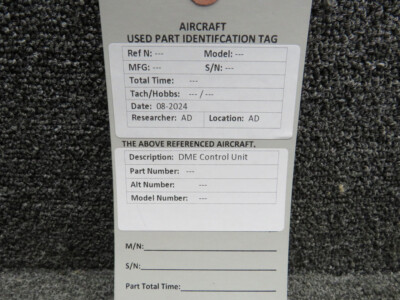 AIRCRAFT
USED PART IDENTIFCATION TAG
Ref N: --- Model: ---
MFG: --- S/N: ---
Total Time: ---
Tach/Hobbs: --- / ---
Date: 08-2024
Researcher: AD Location: AD
THE ABOVE REFERENCED AIRCRAFT.
Description: DME Control Unit
Part Number: ---
Alt Number: ---
Model Number: ---
M/N:
S/N:
Part Total Time: